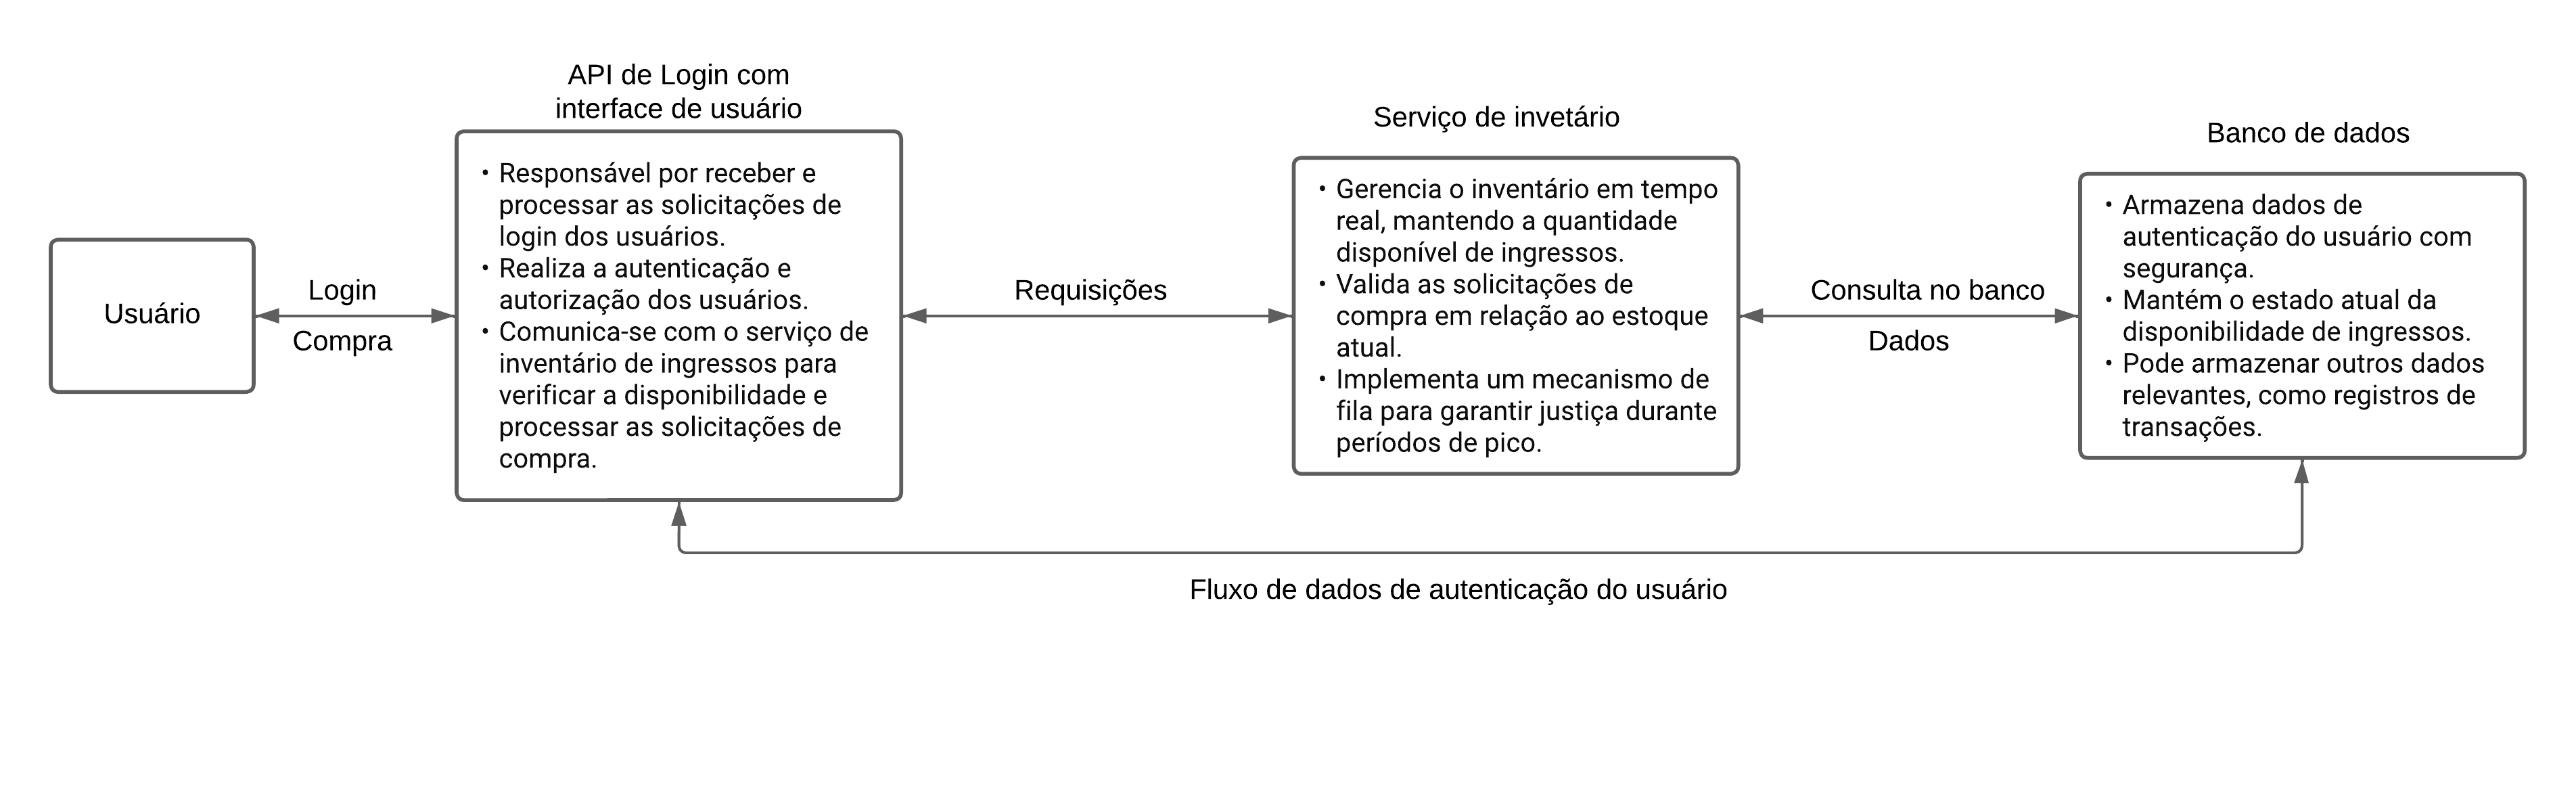 Usuário
Login
Compra
API de Login com
interface de usuário
• Responsável por receber e
processar as solicitações de
login dos usuários.
• Realiza a autenticação e
autorização dos usuários.
• Comunica-se com o serviço de
inventário de ingressos para
verificar a disponibilidade e
processar as solicitações de
compra.
Requisições
Serviço de invetário
• Gerencia o inventário em tempo
real, mantendo a quantidade
disponível de ingressos.
• Valida as solicitações de
compra em relação ao estoque
atual.
• Implementa um mecanismo de
fila para garantir justiça durante
períodos de pico.
Consulta no banco
Dados
Banco de dados
• Armazena dados de
autenticação do usuário com
segurança.
• Mantém o estado atual da
disponibilidade de ingressos.
• Pode armazenar outros dados
relevantes, como registros de
transações.
Fluxo de dados de autenticação do usuário